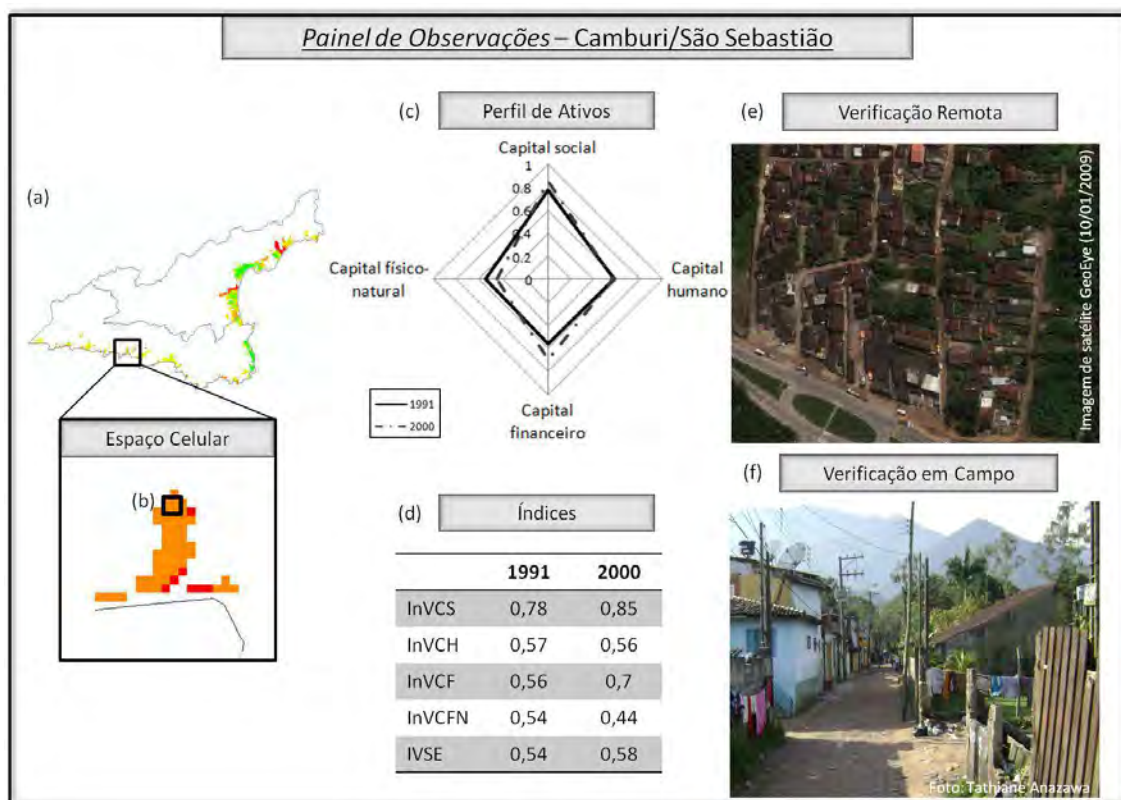 Painel de Observações – Camburi/São Sebastião
(a)
Espaço Celular
(b)
(c)
Perfil de Ativos
Capital social
1
0.8
0.6
0.4
0.2
0
Capital físico-
natural
Capital
humano
Capital
financeiro
1991
2000
(d)
Índices
1991 2000
InVCS 0,78 0,85
InVCH 0,57 0,56
InVCF 0,56 0,7
InVCFN 0,54 0,44
IVSE 0,54 0,58
(e)
Verificação Remota
Imagem de satélite GeoEye (10/01/2009)
(f)
Verificação em Campo
Foto: Tathiane Anazawa